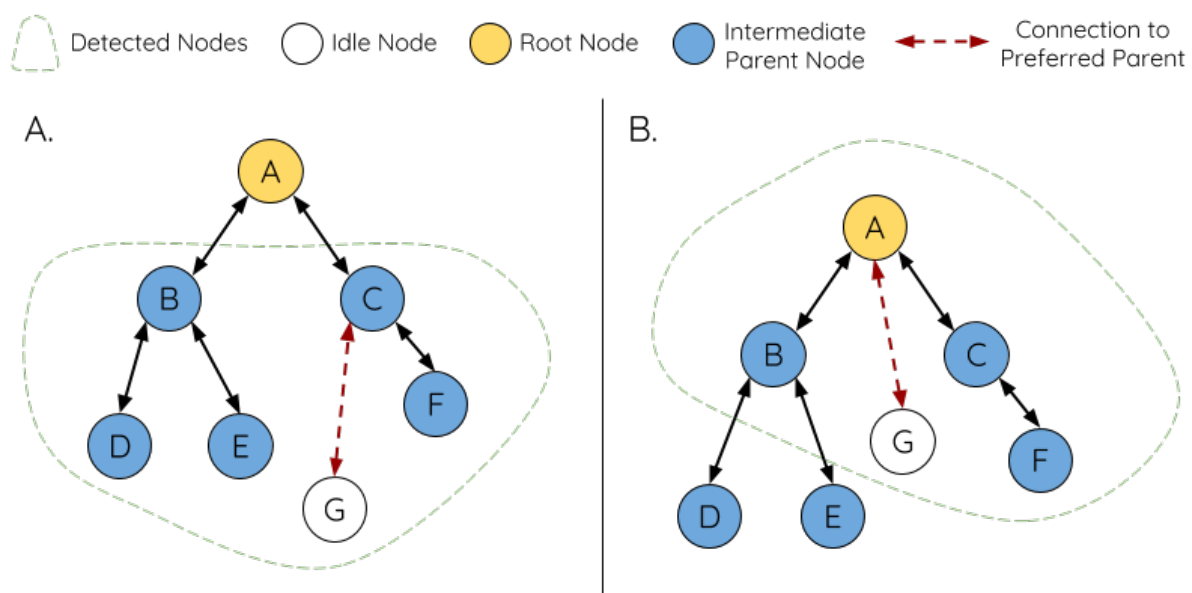 Detected Nodes
Idle Node
Root Node
Intermediate
Parent Node
Connection to
Preferred Parent
A.
A
B
C
D
E
F
G
B.
A
B
C
G
F
D
E